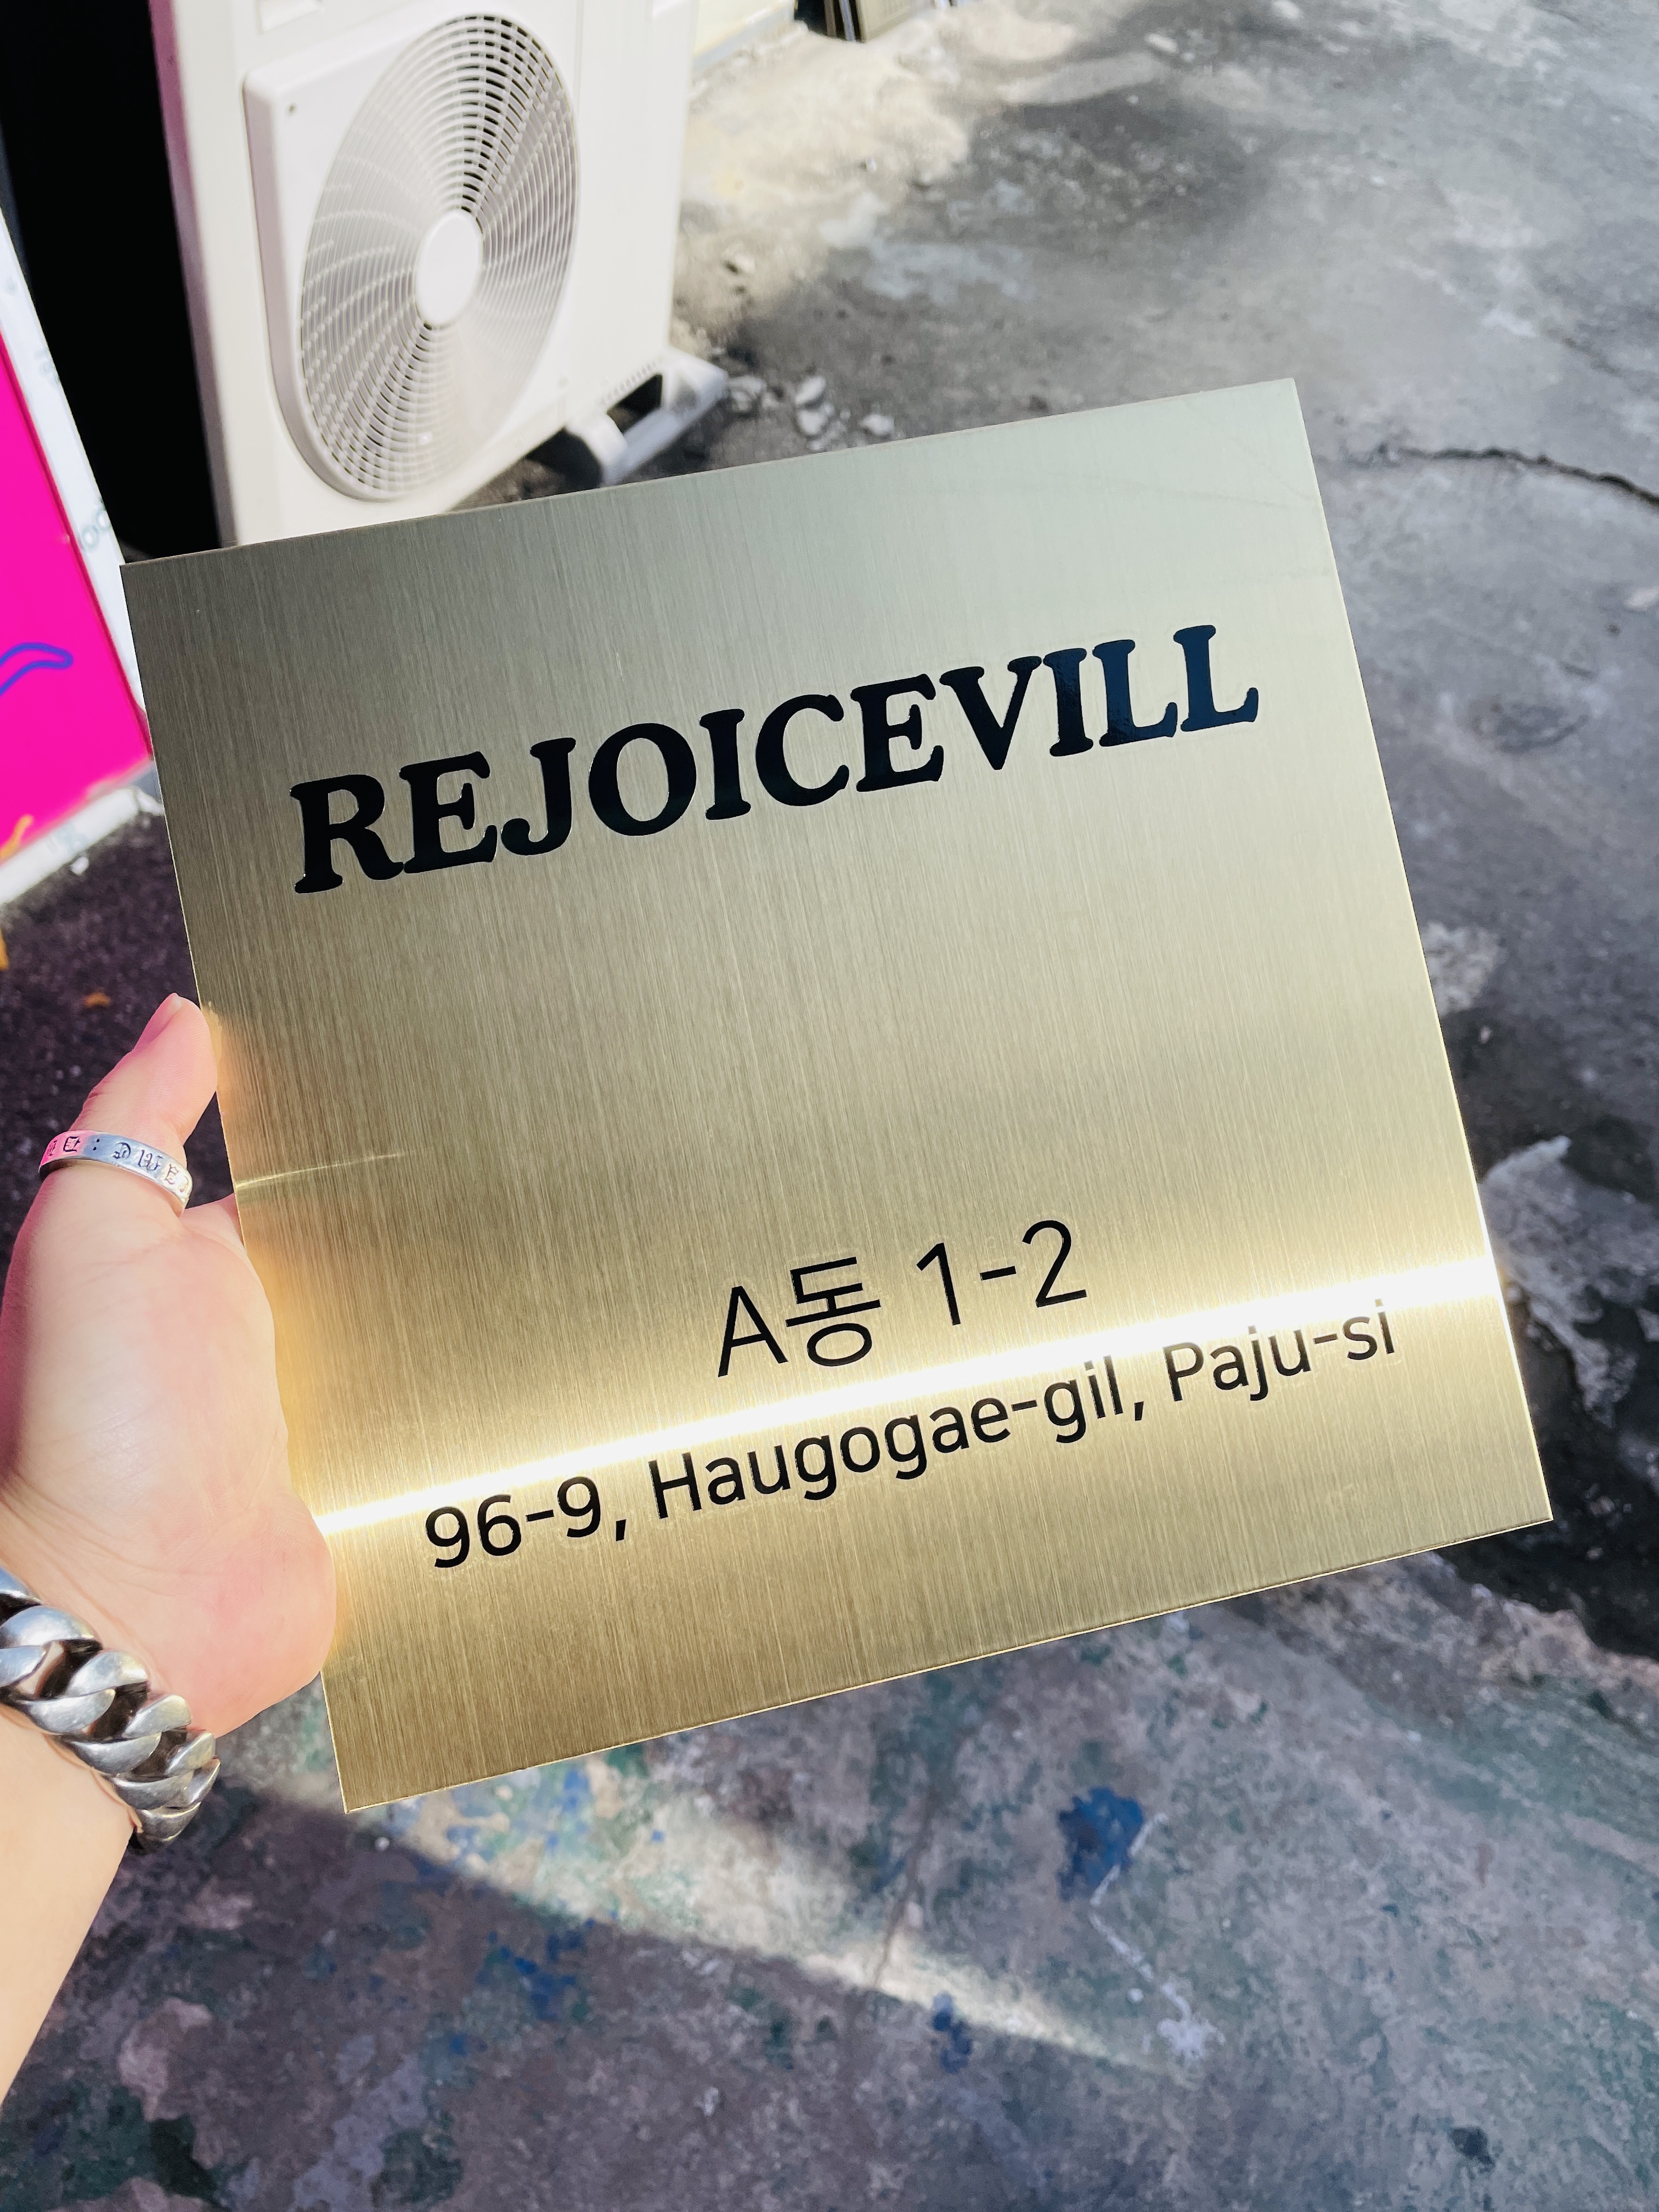 REJOICEVILL
A동 1-2
96-9, Haugogae-gil, Paju-si